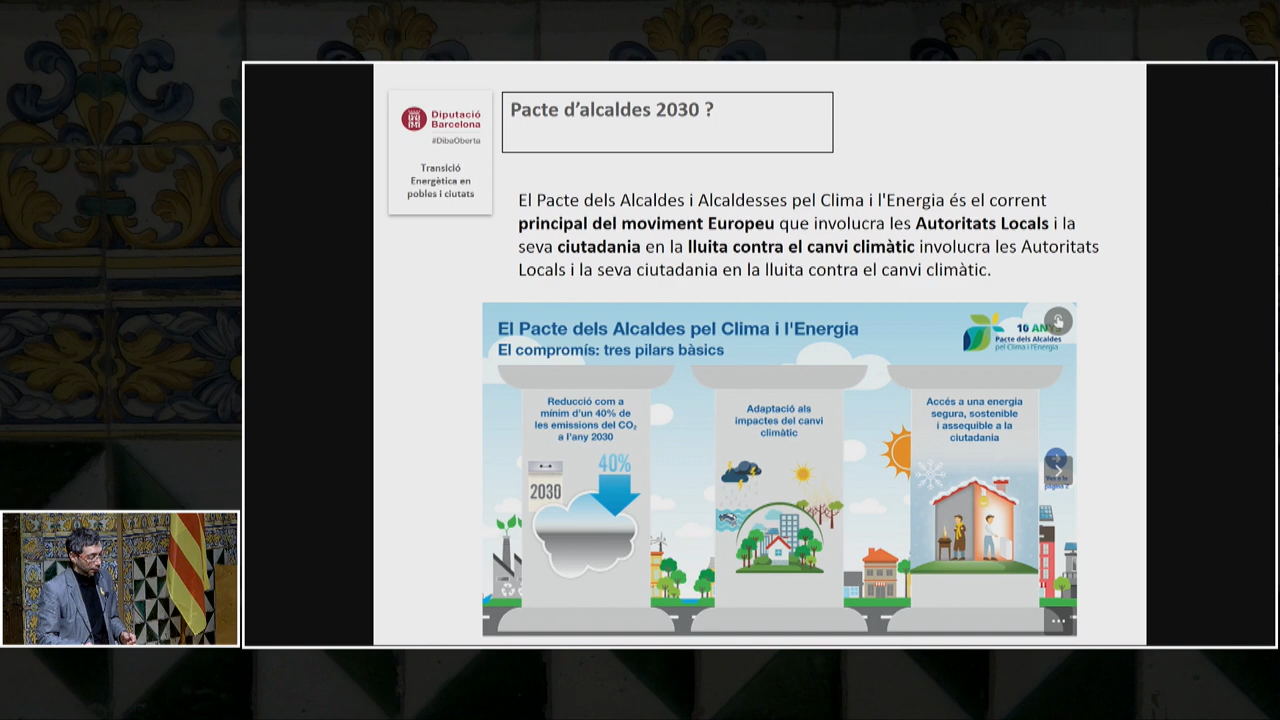 Diputació
Barcelona
#DibaOberta
Transició
Energètica en
pobles i ciutats
Pacte d’alcaldes 2030 ?
El Pacte dels Alcaldes i Alcaldesses pel Clima i l'Energia és el corrent
principal del moviment Europeu que involucra les Autoritats Locals i la
seva ciutadania en la lluita contra el canvi climàtic involucra les Autoritats
Locals i la seva ciutadania en la lluita contra el canvi climàtic.
El Pacte dels Alcaldes pel Clima i l'Energia
El compromís: tres pilars bàsics
10 ANYS
Pacte dels Alcaldes
pel Clima i l'Energia
Reducció com a
mínim d'un 40% de
les emissions del CO₂
a l'any 2030
40%
2030
Adaptació als
impactes del canvi
climàtic
Accés a una energia
segura, sostenible
i assequible a la
ciutadania